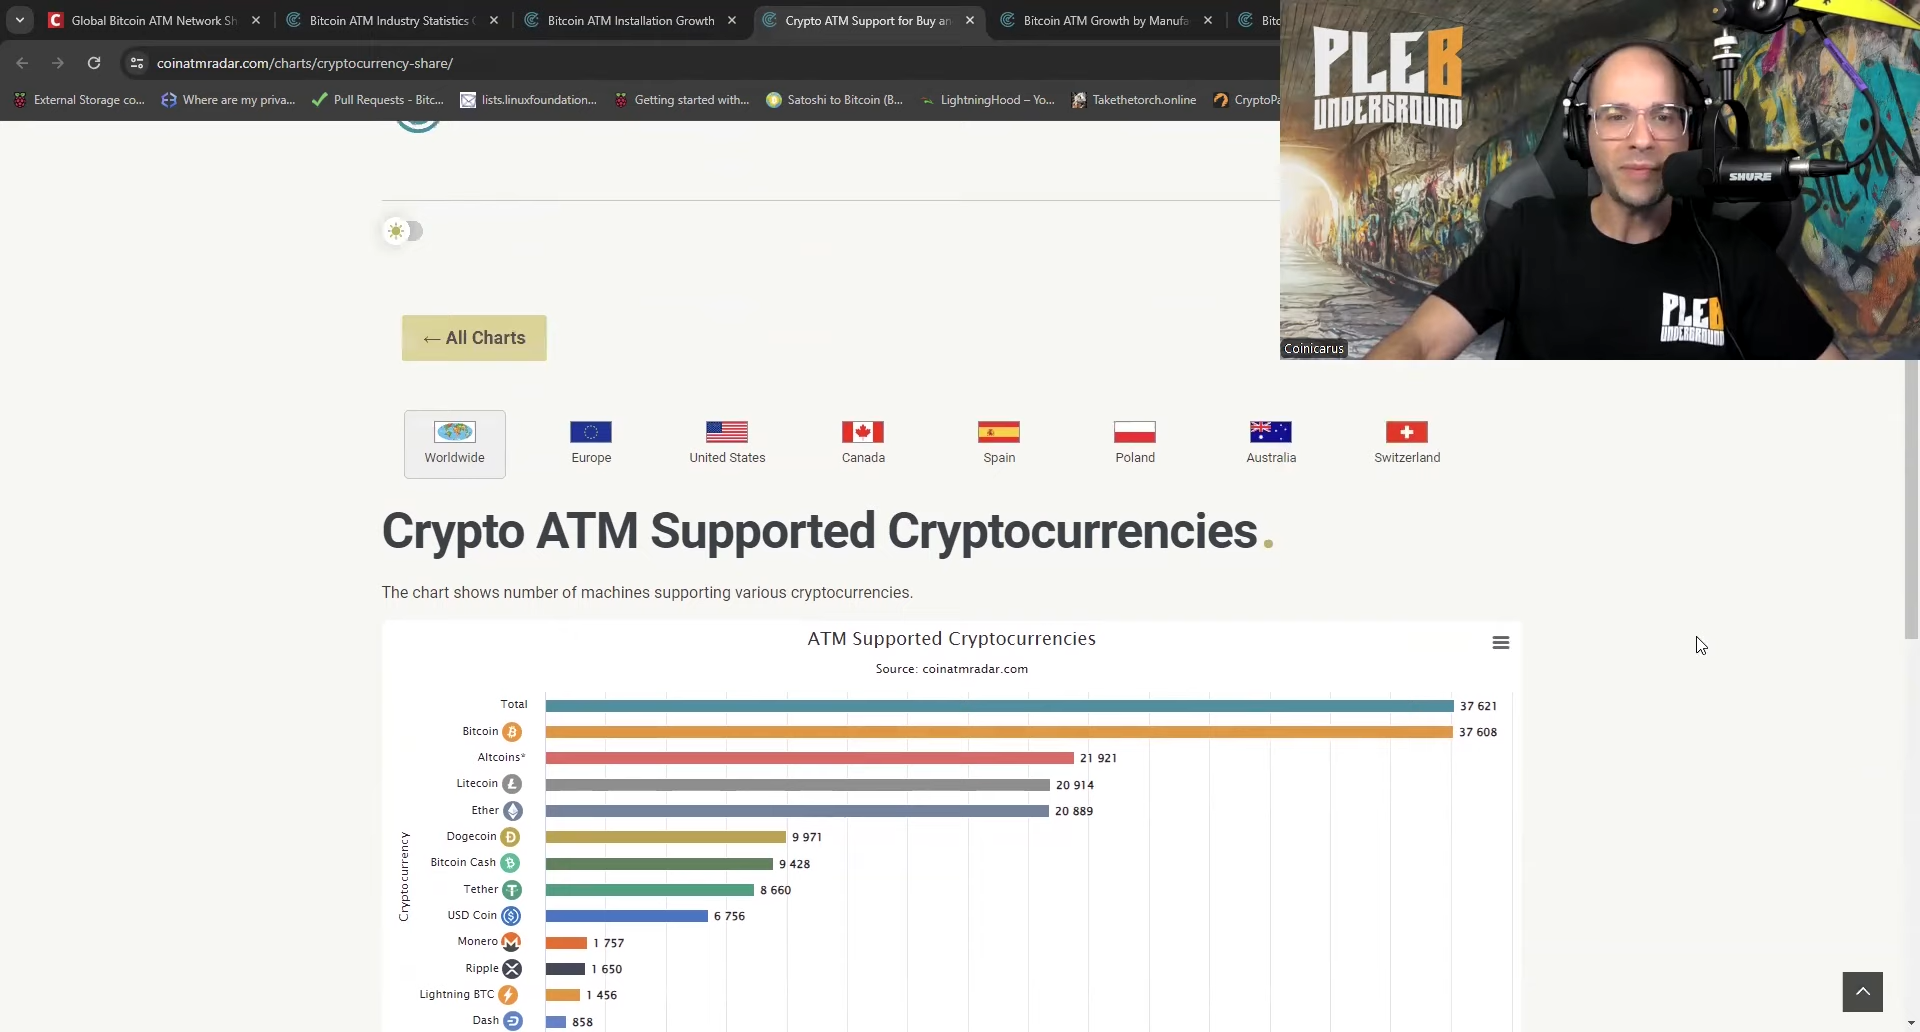 Global Bitcoin ATM Network Sh
Bitcoin ATM Industry Statistics
Bitcoin ATM Installation Growth
Crypto ATM Support for Buy an
Bitcoin ATM Growth by Manufa
Bitc
coinatmradar.com/charts/cryptocurrency-share/
External Storage co...
Where are my priva...
Pull Requests - Bitc...
lists.linuxfoundation...
Getting started with...
Satoshi to Bitcoin (B...
LightningHood – Yo...
Takethetorch.online
CryptoPa
PLEB
UNDERGROUND
SHURE
PLEB
UNDERGROUND
Coinicarus
← All Charts
Worldwide
Europe
United States
Canada
Spain
Poland
Australia
Switzerland
Crypto ATM Supported Cryptocurrencies.
The chart shows number of machines supporting various cryptocurrencies.
ATM Supported Cryptocurrencies
Source: coinatmradar.com
Cryptocurrency
Total 37 621
Bitcoin 37 608
Altcoins* 21 921
Litecoin 20 914
Ether 20 889
Dogecoin 9 971
Bitcoin Cash 9 428
Tether 8 660
USD Coin 6 756
Monero 1 757
Ripple 1 650
Lightning BTC 1 456
Dash 858